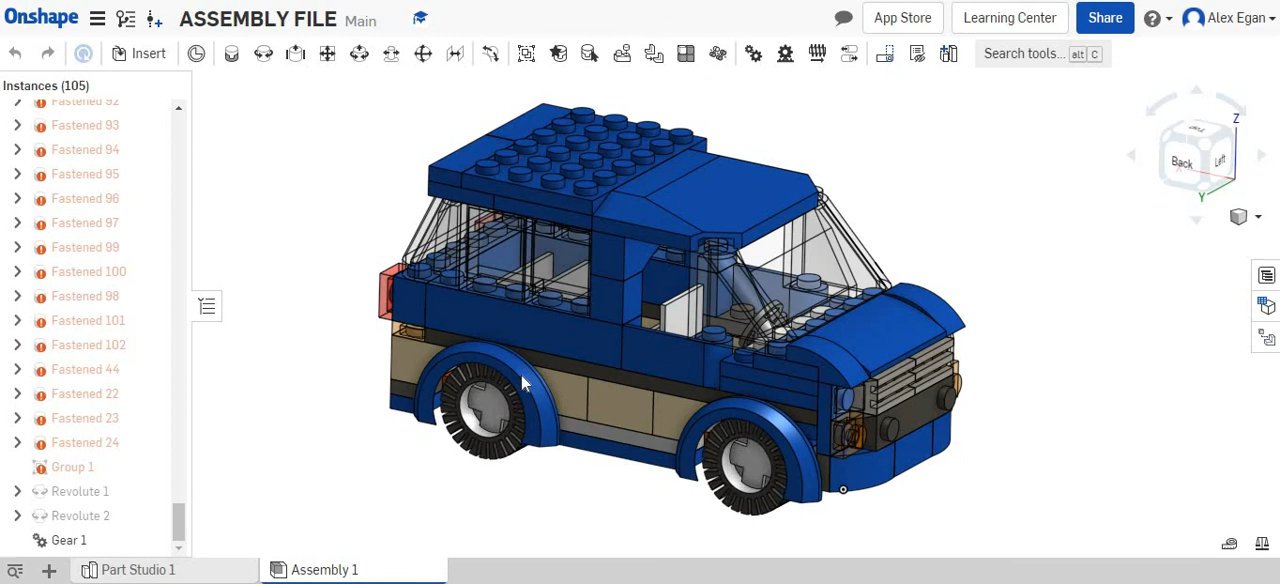 Onshape ASSEMBLY FILE Main App Store Learning Center Share Alex Egan
Insert Search tools... alt C
Instances (105)
Fastened 92
Fastened 93
Fastened 94
Fastened 95
Fastened 96
Fastened 97
Fastened 99
Fastened 100
Fastened 98
Fastened 101
Fastened 102
Fastened 44
Fastened 22
Fastened 23
Fastened 24
Group 1
Revolute 1
Revolute 2
Gear 1
Z
Back Left
Y
Part Studio 1 Assembly 1